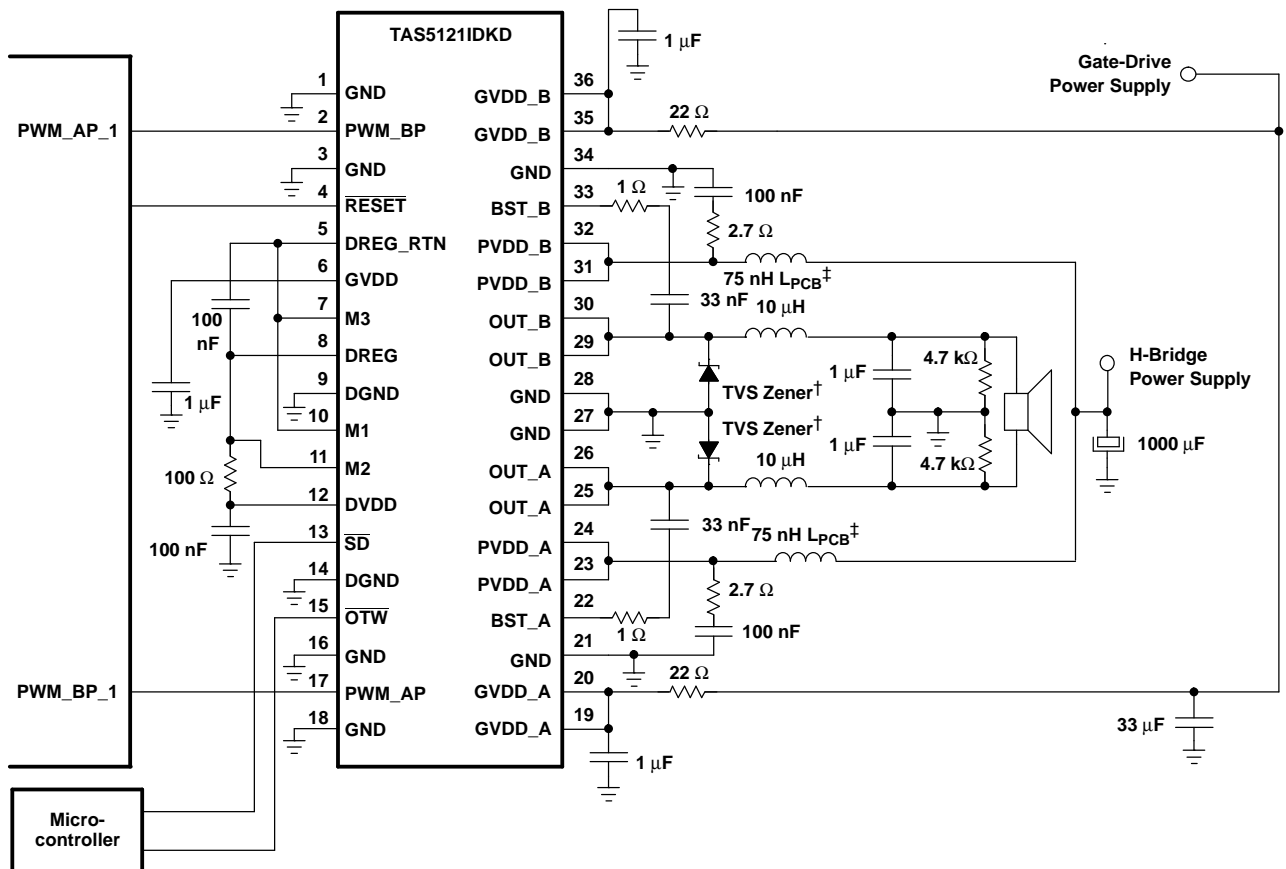 TAS5121IDKD
1 μF
Gate-Drive
Power Supply
PWM_AP_1
PWM_BP_1
Micro-
controller
1 GND
2 PWM_BP
3 GND
4 RESET
5 DREG_RTN
6 GVDD
7 M3
8 DREG
9 DGND
10 M1
11 M2
12 DVDD
13 SD
14 DGND
15 OTW
16 GND
17 PWM_AP
18 GND
100
nF
1 μF
100 Ω
100 nF
GVDD_B 36
GVDD_B 35
GND 34
BST_B 33
PVDD_B 32
PVDD_B 31
OUT_B 30
OUT_B 29
GND 28
GND 27
OUT_A 26
OUT_A 25
PVDD_A 24
PVDD_A 23
BST_A 22
GND 21
GVDD_A 20
GVDD_A 19
22 Ω
1 Ω
100 nF
2.7 Ω
75 nH LPCB‡
33 nF
10 μH
TVS Zener†
TVS Zener†
10 μH
1 μF
1 μF
4.7 kΩ
4.7 kΩ
H-Bridge
Power Supply
1000 μF
33 nF
75 nH LPCB‡
2.7 Ω
100 nF
1 Ω
22 Ω
33 μF
1 μF